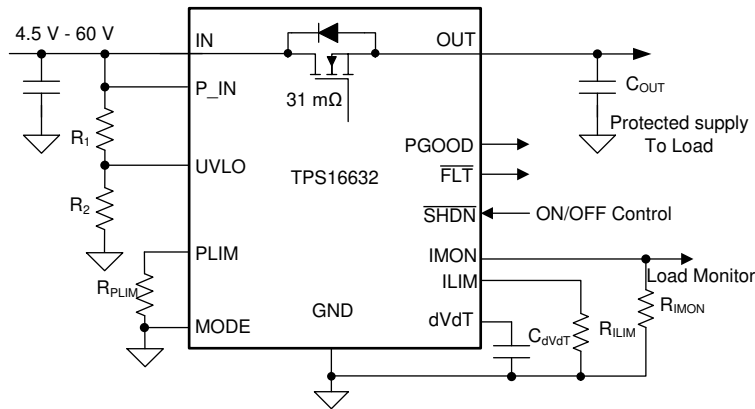 4.5 V - 60 V
IN
OUT
P_IN
31 mΩ
COUT
Protected supply
To Load
R1
PGOOD
UVLO
TPS16632
FLT
R2
SHDN
ON/OFF Control
PLIM
IMON
Load Monitor
RPLIM
ILIM
GND
RIMON
MODE
dVdT
CdVdT
RILIM